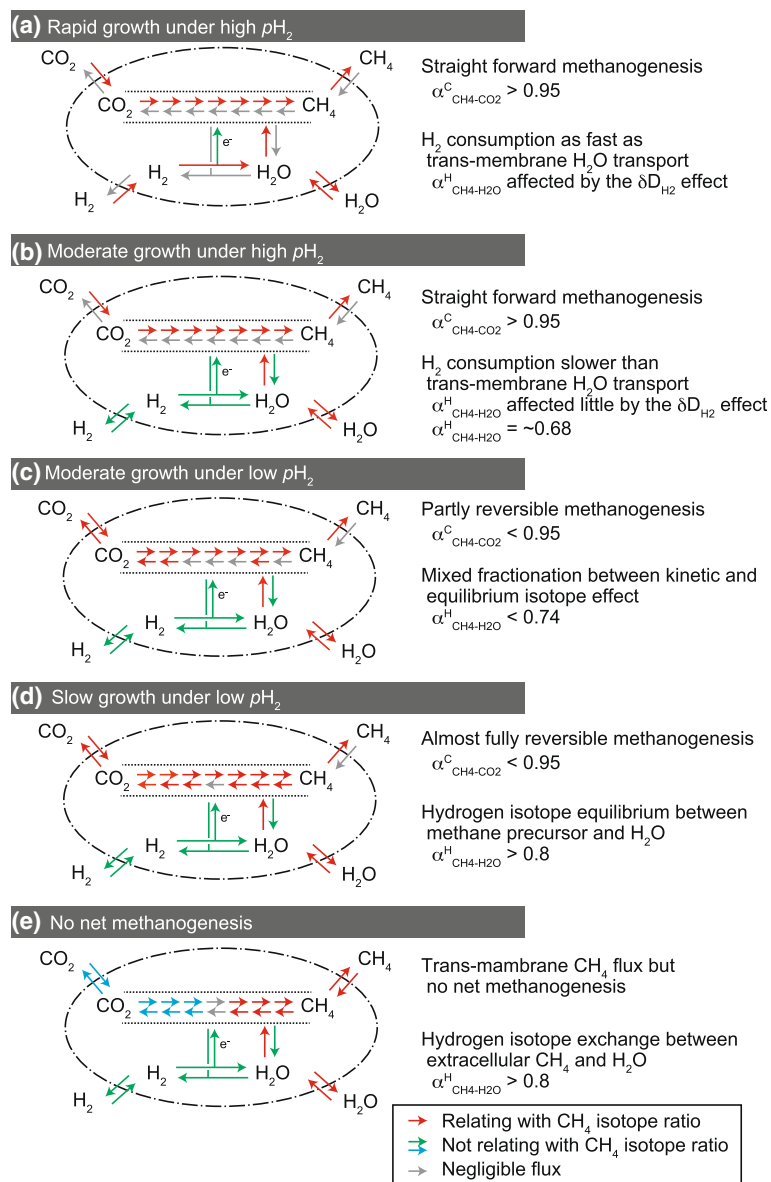 (a) Rapid growth under high pH₂
CO₂
CH₄
CO₂
CH₄
e⁻
H₂
H₂O
H₂
H₂O
Straight forward methanogenesis
αᶜCH4-CO2 > 0.95
H₂ consumption as fast as
trans-membrane H₂O transport
αᴴCH4-H2O affected by the δDH2 effect
(b) Moderate growth under high pH₂
CO₂
CH₄
CO₂
CH₄
e⁻
H₂
H₂O
H₂
H₂O
Straight forward methanogenesis
αᶜCH4-CO2 > 0.95
H₂ consumption slower than
trans-membrane H₂O transport
αᴴCH4-H2O affected little by the δDH2 effect
αᴴCH4-H2O = ~0.68
(c) Moderate growth under low pH₂
CO₂
CH₄
CO₂
CH₄
e⁻
H₂
H₂O
H₂
H₂O
Partly reversible methanogenesis
αᶜCH4-CO2 < 0.95
Mixed fractionation between kinetic and
equilibrium isotope effect
αᴴCH4-H2O < 0.74
(d) Slow growth under low pH₂
CO₂
CH₄
CO₂
CH₄
e⁻
H₂
H₂O
H₂
H₂O
Almost fully reversible methanogenesis
αᶜCH4-CO2 < 0.95
Hydrogen isotope equilibrium between
methane precursor and H₂O
αᴴCH4-H2O > 0.8
(e) No net methanogenesis
CO₂
CH₄
CO₂
CH₄
e⁻
H₂
H₂O
H₂
H₂O
Trans-mambrane CH₄ flux but
no net methanogenesis
Hydrogen isotope exchange between
extracellular CH₄ and H₂O
αᴴCH4-H2O > 0.8
Relating with CH₄ isotope ratio
Not relating with CH₄ isotope ratio
Negligible flux